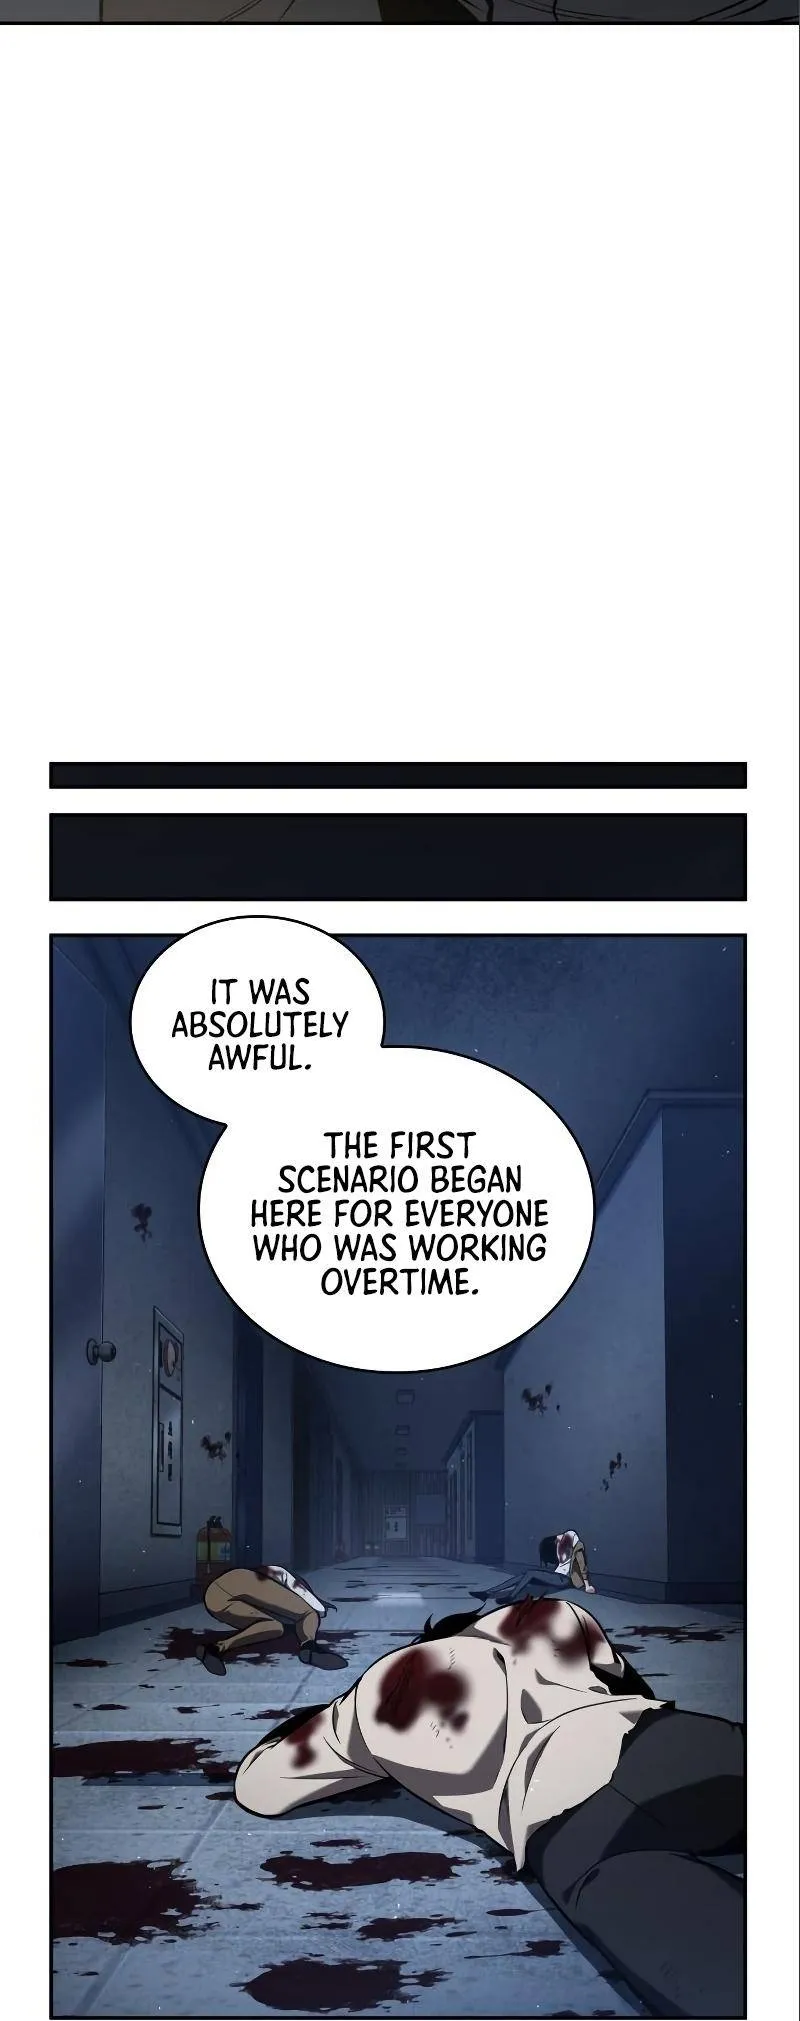 IT WAS
ABSOLUTELY
AWFUL.
THE FIRST
SCENARIO BEGAN
HERE FOR EVERYONE
WHO WAS WORKING
OVERTIME.